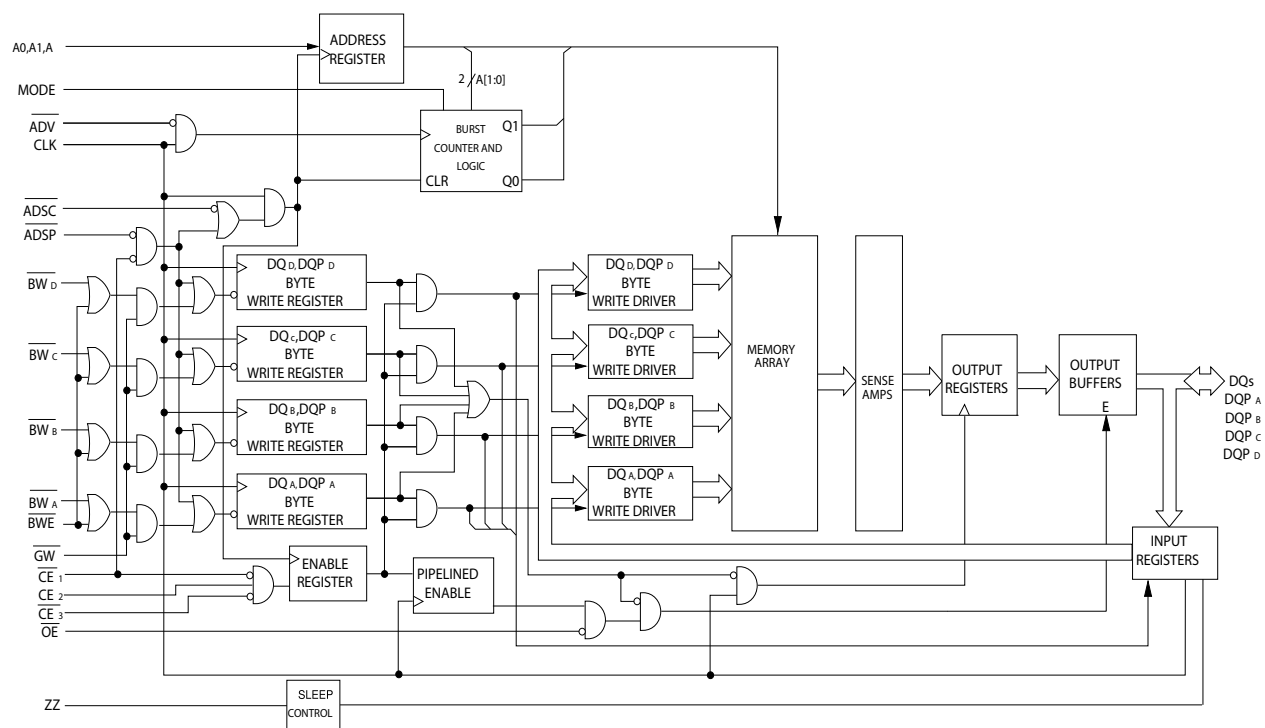 A0,A1,A
ADDRESS
REGISTER
MODE
2
A[1:0]
ADV
CLK
BURST
COUNTER AND
LOGIC
Q1
CLR
Q0
ADSC
ADSP
BW D
DQ D, DQP D
BYTE
WRITE REGISTER
DQ D, DQP D
BYTE
WRITE DRIVER
BW C
DQ c, DQP C
BYTE
WRITE REGISTER
DQ c, DQP C
BYTE
WRITE DRIVER
MEMORY
ARRAY
SENSE
AMPS
OUTPUT
REGISTERS
OUTPUT
BUFFERS
E
DQs
DQP A
DQP B
DQP C
DQP D
BW B
DQ B, DQP B
BYTE
WRITE REGISTER
DQ B, DQP B
BYTE
WRITE DRIVER
BW A
BWE
DQ A, DQP A
BYTE
WRITE REGISTER
DQ A, DQP A
BYTE
WRITE DRIVER
GW
CE 1
CE 2
CE 3
OE
ENABLE
REGISTER
PIPELINED
ENABLE
INPUT
REGISTERS
ZZ
SLEEP
CONTROL